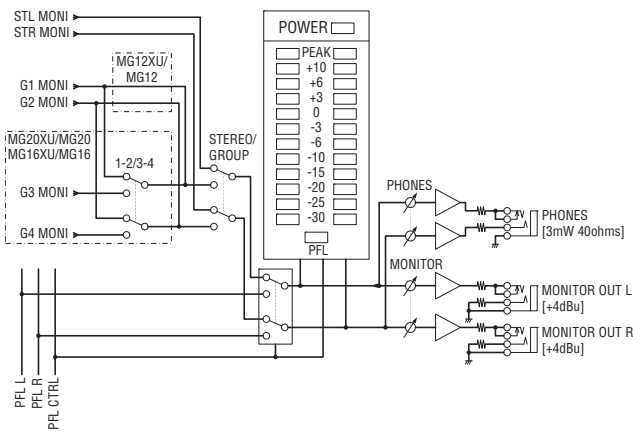 STL MONI
STR MONI
G1 MONI
G2 MONI
MG12XU/
MG12
MG20XU/MG20
MG16XU/MG16
1-2/3-4
G3 MONI
G4 MONI
STEREO/
GROUP
POWER
PEAK
+10
+6
+3
0
-3
-6
-10
-15
-20
-25
-30
PFL
PHONES
MONITOR
PHONES
[3mW 40ohms]
MONITOR OUT L
[+4dBu]
MONITOR OUT R
[+4dBu]
PFL L
PFL R
PFL CTRL